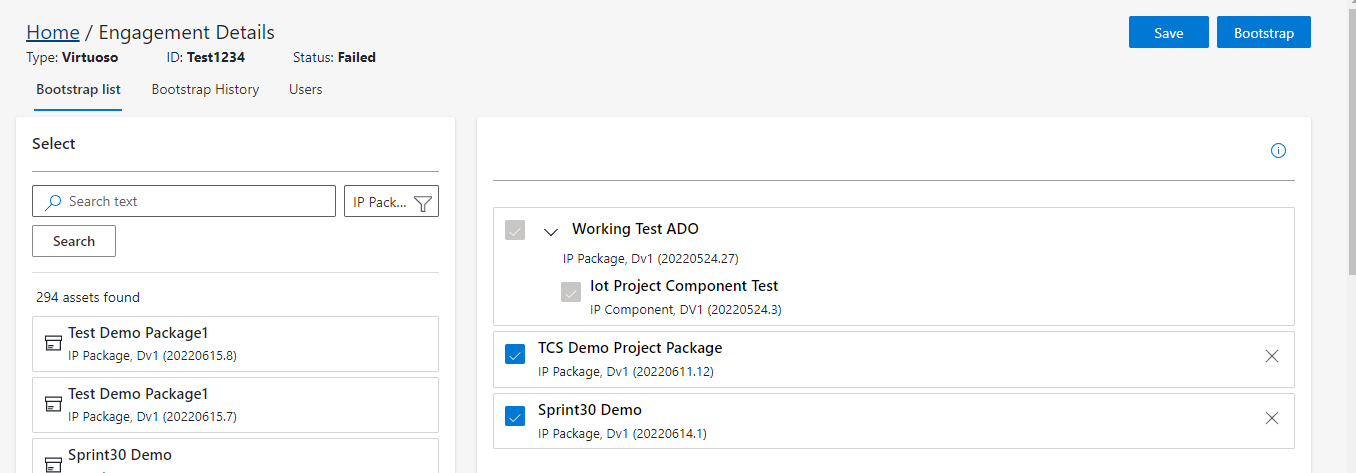 Home / Engagement Details
Save
Bootstrap
Type: Virtuoso ID: Test1234 Status: Failed
Bootstrap list Bootstrap History Users
Select
Search text
IP Pack...
Search
294 assets found
Test Demo Package1
IP Package, Dv1 (20220615.8)
Test Demo Package1
IP Package, Dv1 (20220615.7)
Sprint30 Demo
Working Test ADO
IP Package, Dv1 (20220524.27)
Iot Project Component Test
IP Component, DV1 (20220524.3)
TCS Demo Project Package
IP Package, Dv1 (20220611.12)
Sprint30 Demo
IP Package, Dv1 (20220614.1)